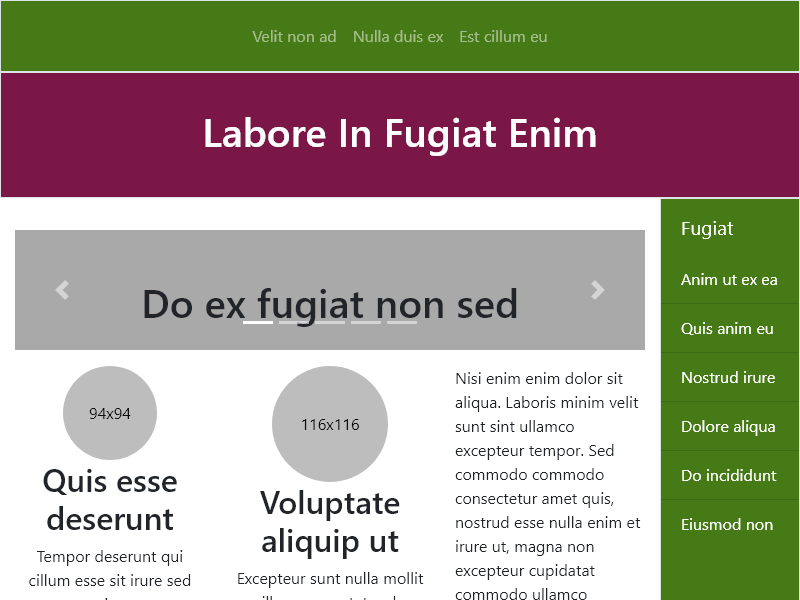 Velit non ad
Nulla duis ex
Est cillum eu
Labore In Fugiat Enim
Do ex fugiat non sed
94x94
Quis esse
deserunt
Tempor deserunt qui
cillum esse sit irure sed
116x116
Voluptate
aliquip ut
Excepteur sunt nulla mollit
Nisi enim enim dolor sit
aliqua. Laboris minim velit
sunt sint ullamco
excepteur tempor. Sed
commodo commodo
consectetur amet quis,
nostrud esse nulla enim et
irure ut, magna non
excepteur cupidatat
commodo ullamco
Fugiat
Anim ut ex ea
Quis anim eu
Nostrud irure
Dolore aliqua
Do incididunt
Eiusmod non